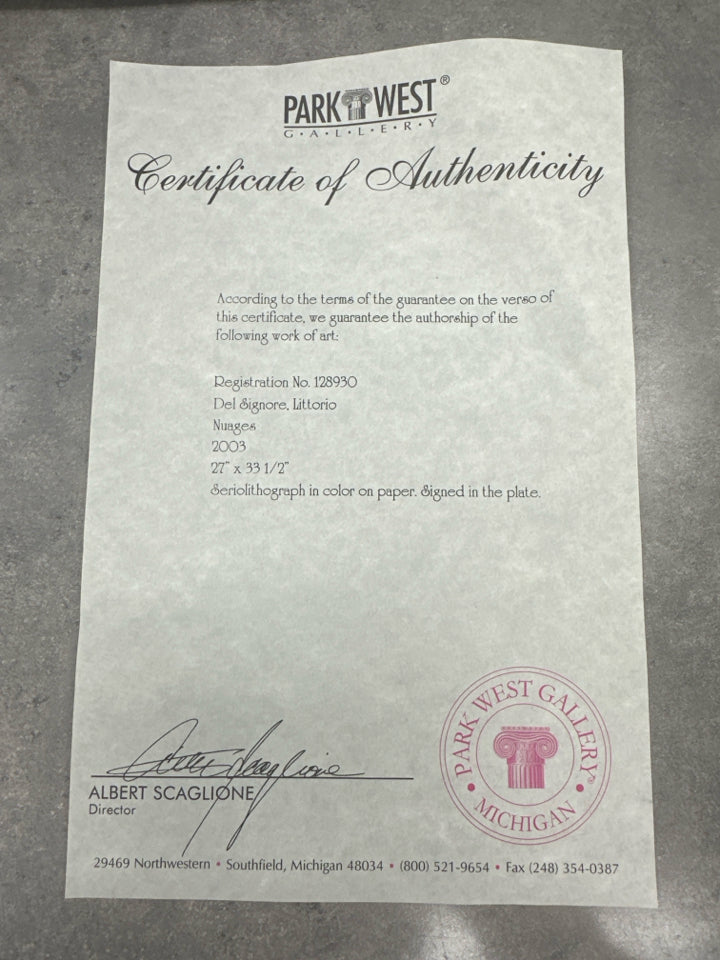 PARK WEST®
G·A·L·L·E·R·Y
Certificate of Authenticity
According to the terms of the guarantee on the verso of
this certificate, we guarantee the authorship of the
following work of art:
Registration No. 128930
Del Signore, Littorio
Nuages
2003
27" x 33 1/2"
Seriolithograph in color on paper. Signed in the plate.
Albert Scaglione
ALBERT SCAGLIONE
Director
PARK WEST GALLERY®
• MICHIGAN •
29469 Northwestern • Southfield, Michigan 48034 • (800) 521-9654 • Fax (248) 354-0387